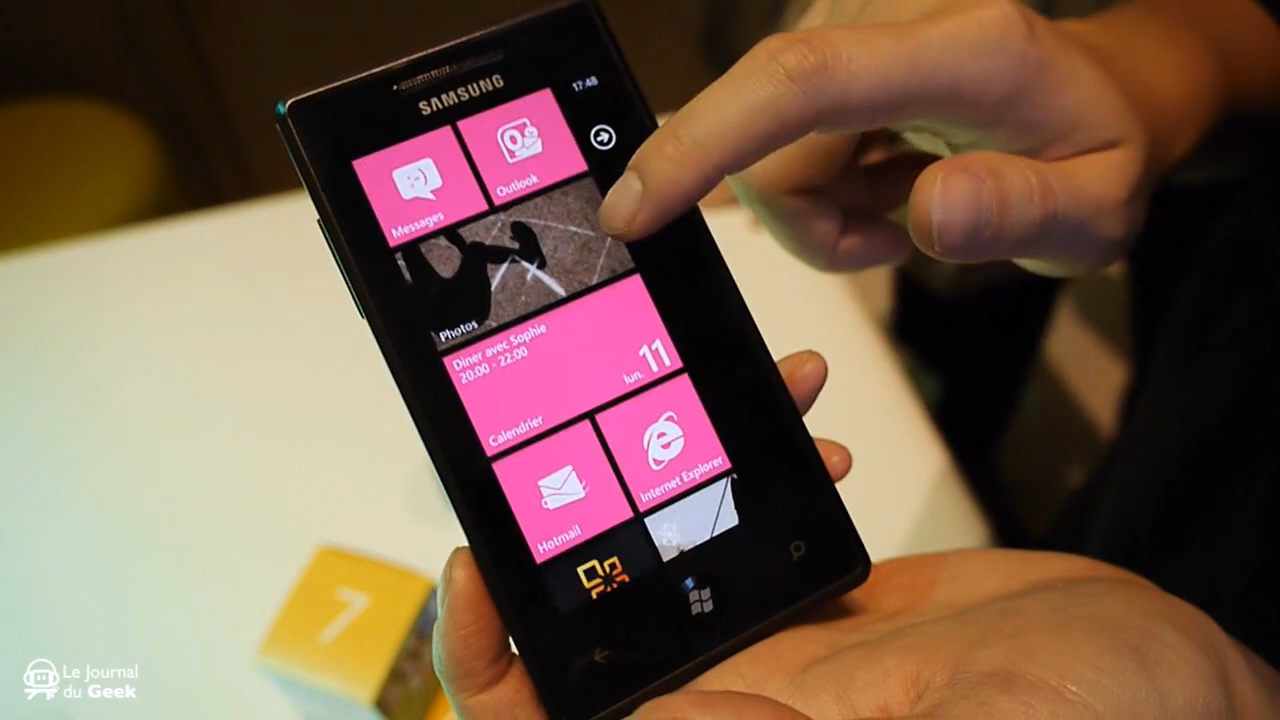 SAMSUNG
17:48
Messages
Outlook
Photos
Diner avec Sophie
20:00 - 22:00
lun. 11
Calendrier
Hotmail
Internet Explorer
7
Le Journal
du Geek